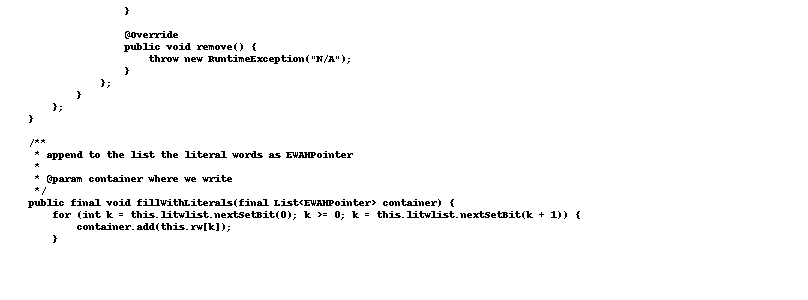 }

                @Override
                public void remove() {
                    throw new RuntimeException("N/A");
                }
            };
        }
    };
}

/**
 * append to the list the literal words as EWAHPointer
 *
 * @param container where we write
 */
public final void fillWithLiterals(final List<EWAHPointer> container) {
    for (int k = this.litwlist.nextSetBit(0); k >= 0; k = this.litwlist.nextSetBit(k + 1)) {
        container.add(this.rw[k]);
    }